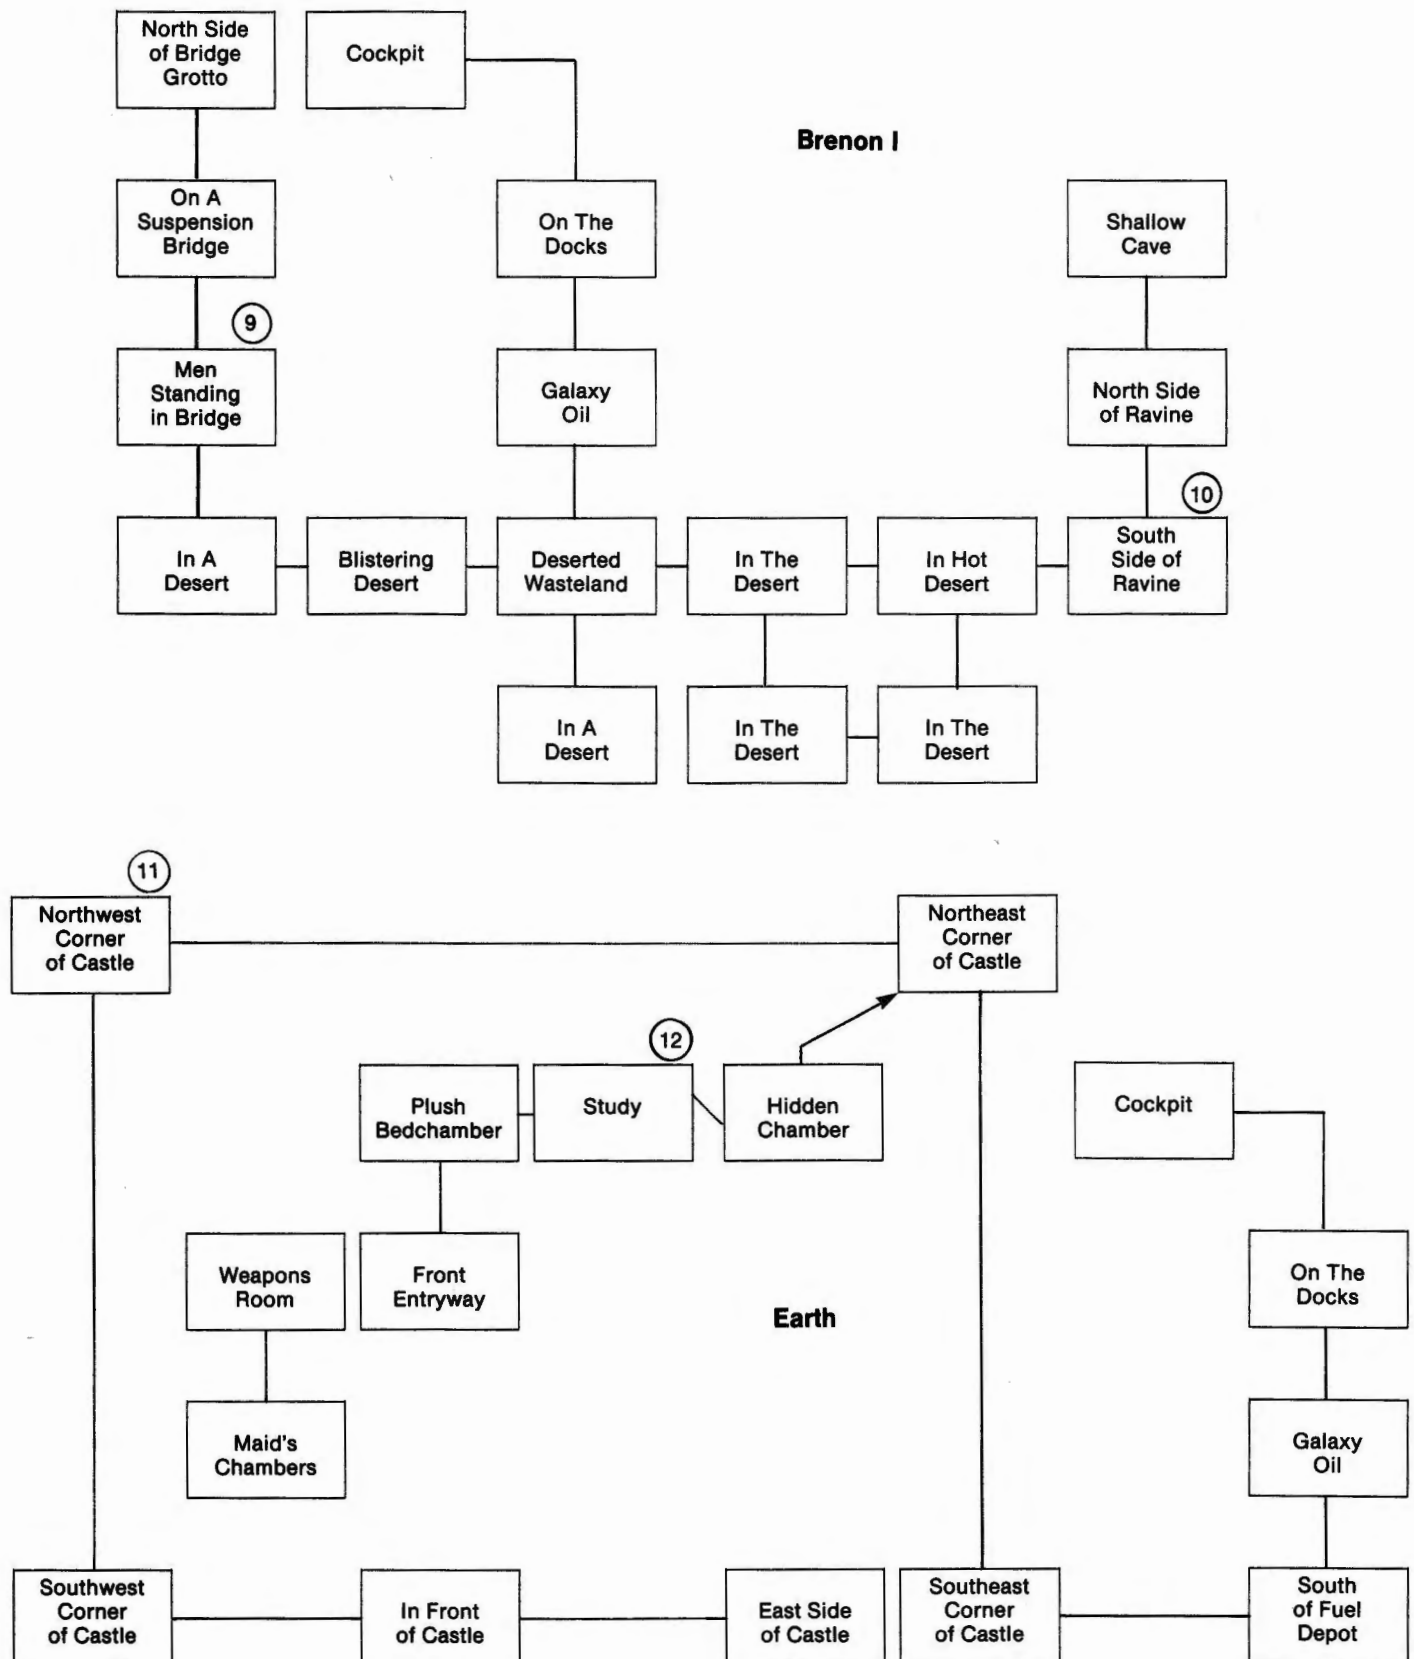 North Side
of Bridge
Grotto
Cockpit
Brenon I
On A
Suspension
Bridge
On The
Docks
Shallow
Cave
9
Men
Standing
in Bridge
Galaxy
Oil
North Side
of Ravine
10
In A
Desert
Blistering
Desert
Deserted
Wasteland
In The
Desert
In Hot
Desert
South
Side of
Ravine
In A
Desert
In The
Desert
In The
Desert
11
Northwest
Corner
of Castle
Northeast
Corner
of Castle
12
Plush
Bedchamber
Study
Hidden
Chamber
Cockpit
Weapons
Room
Front
Entryway
Earth
On The
Docks
Maid's
Chambers
Galaxy
Oil
Southwest
Corner
of Castle
In Front
of Castle
East Side
of Castle
Southeast
Corner
of Castle
South
of Fuel
Depot